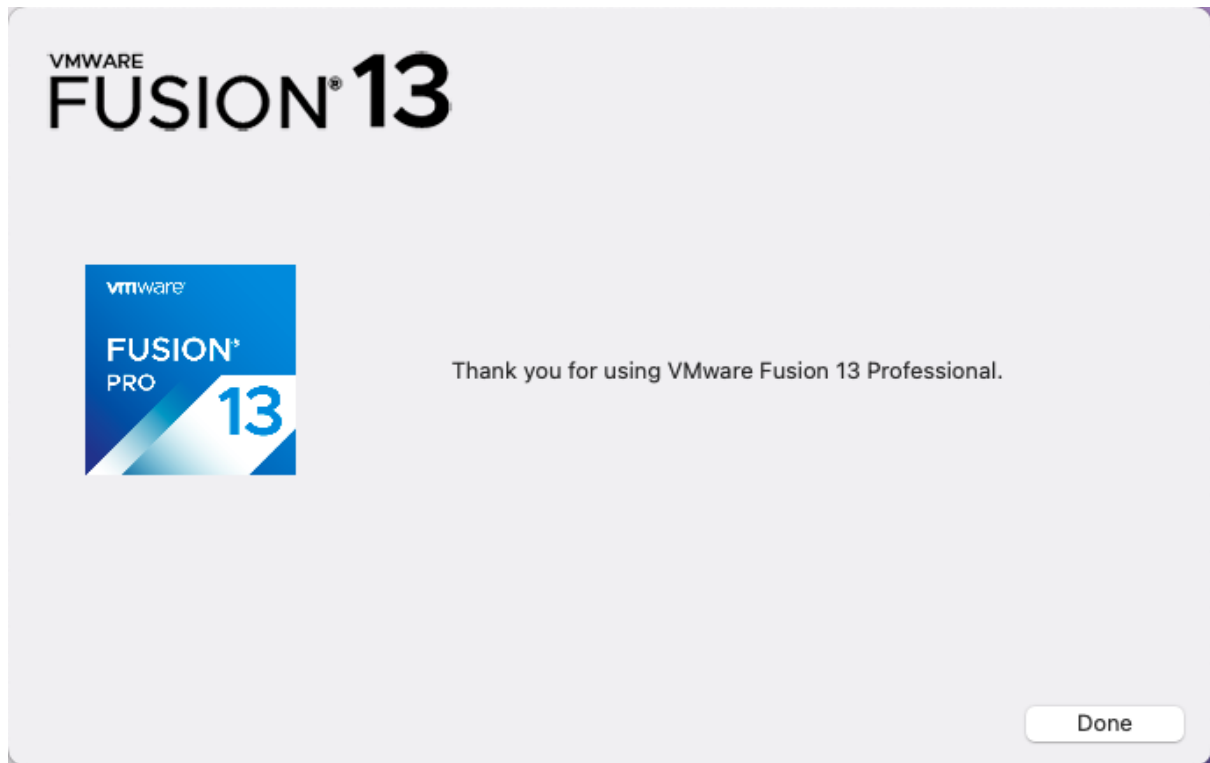 VMWARE
FUSION® 13
vmware®
FUSION®
PRO
13
Thank you for using VMware Fusion 13 Professional.
Done